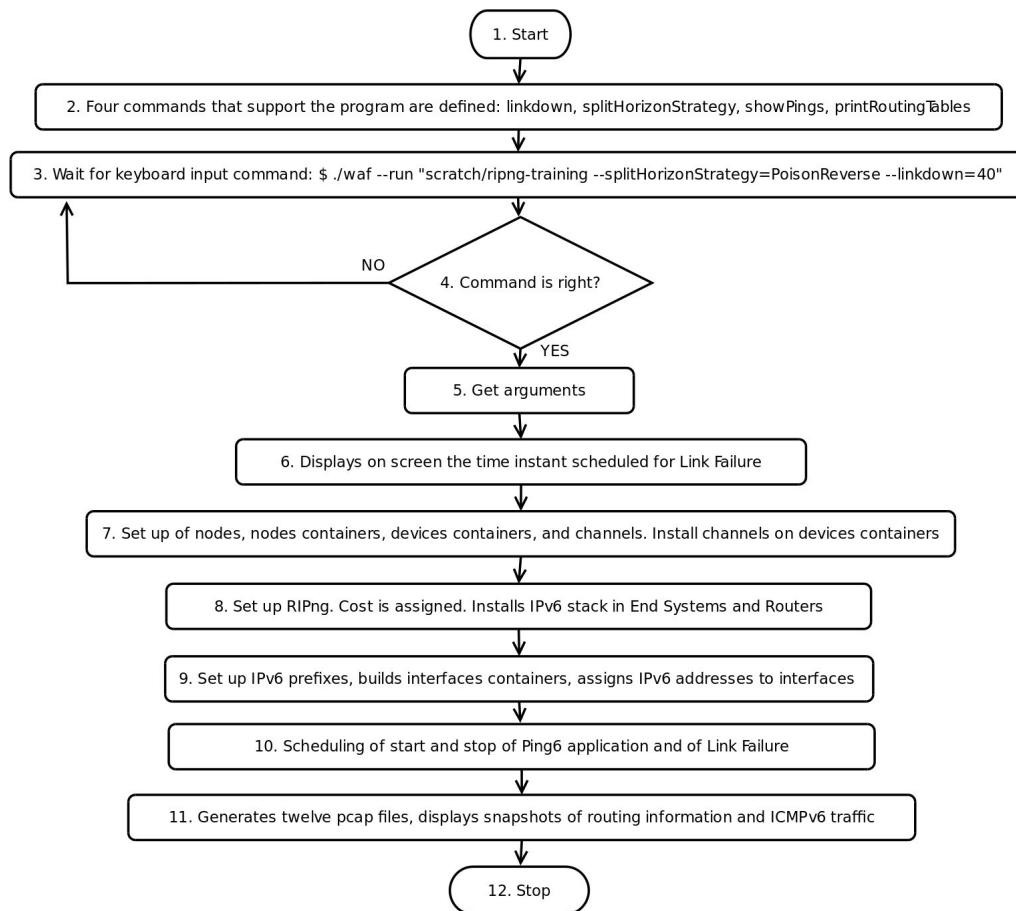 1. Start
2. Four commands that support the program are defined: linkdown, splitHorizonStrategy, showPings, printRoutingTables
3. Wait for keyboard input command: $ ./waf --run "scratch/ripng-training --splitHorizonStrategy=PoisonReverse --linkdown=40"
NO
4. Command is right?
YES
5. Get arguments
6. Displays on screen the time instant scheduled for Link Failure
7. Set up of nodes, nodes containers, devices containers, and channels. Install channels on devices containers
8. Set up RIPng. Cost is assigned. Installs IPv6 stack in End Systems and Routers
9. Set up IPv6 prefixes, builds interfaces containers, assigns IPv6 addresses to interfaces
10. Scheduling of start and stop of Ping6 application and of Link Failure
11. Generates twelve pcap files, displays snapshots of routing information and ICMPv6 traffic
12. Stop